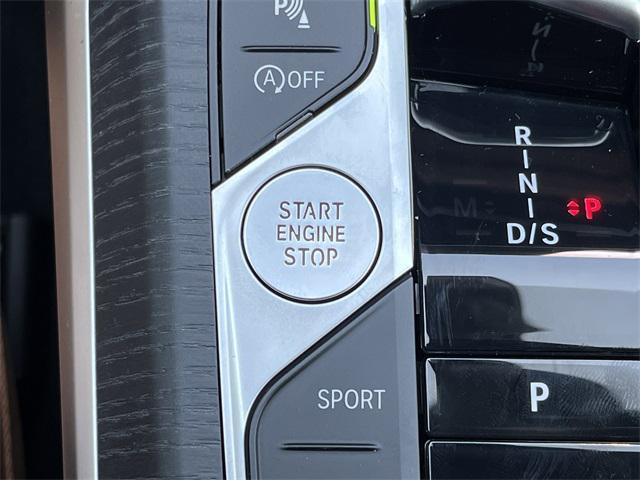 P
A OFF
START
ENGINE
STOP
SPORT
R
N
M P
D/S
P